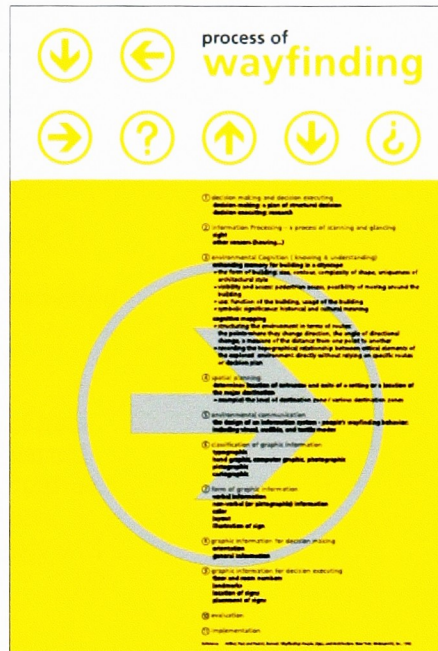 process of
wayfinding
?
¿
① decision making and decision executing
decision making: a plan of structural decision
decision executing research
② information Processing - a process of scanning and glancing
sight
other sensors (hearing...)
③ environmental Cognition ( knowing & understanding)
enhancing memory for building in a cityscape
• the form of building: size, contour, complexity of shape, uniqueness of
architectural style
• visibility and access: pedestrian access, possibility of moving around the
building
• use: function of the building, usage of the building
• symbolic significance: historical and cultural meaning
cognitive mapping
• structuring the environment in terms of routes:
the points where they change direction, the angle of directional
change, a measure of the distance from one point to another
• recording the topographical relationship between critical elements of
the explored environment directly without relying on specific routes
or decision plan
④ spatial planning
determines location of entrances and exits of a setting or a location of
the major destination
the level of destination zone / various destination zones
⑤ environmental communication
the design of an information system - people's wayfinding behavior:
including visual, audible, and tactile
⑥ classification of graphic information
typographic
hand graphic, computer graphic, photographic
pictographic
cartographic
⑦ form of graphic information
verbal information
non-verbal (or pictographic) information
color
layout
illustration of sign
⑧ graphic information for decision making
orientation
general information
⑨ graphic information for decision executing
floor and room numbers
landmarks
location of signs
placement of signs
⑩ evaluation
⑪ implementation